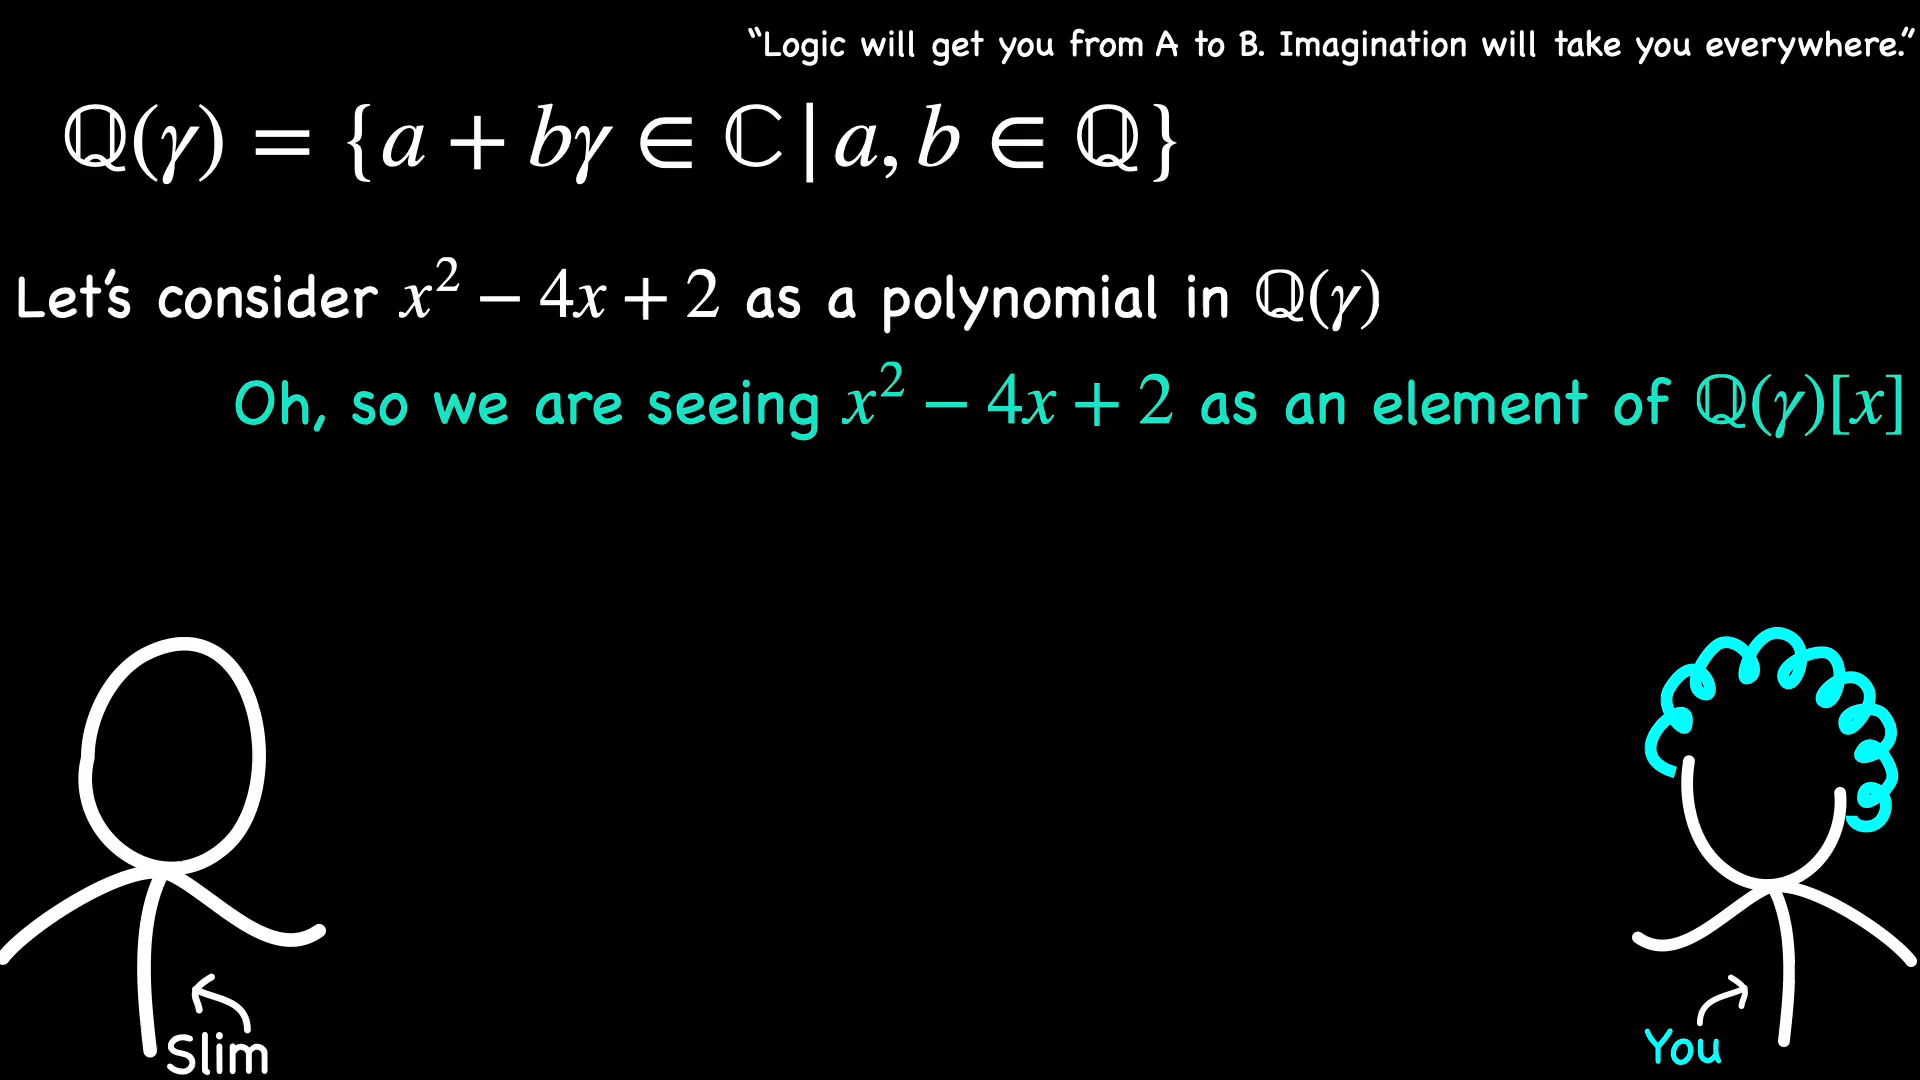 “Logic will get you from A to B. Imagination will take you everywhere.”
ℚ(γ) = {a + bγ ∈ ℂ | a, b ∈ ℚ}
Let's consider x² − 4x + 2 as a polynomial in ℚ(γ)
Oh, so we are seeing x² − 4x + 2 as an element of ℚ(γ)[x]
Slim
You